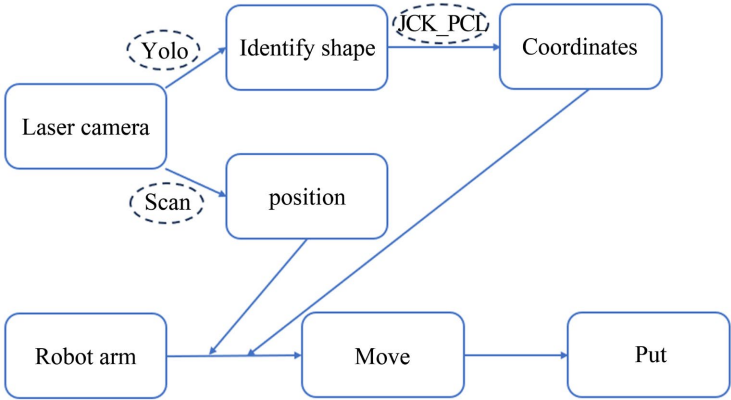 Yolo
Identify shape
JCK_PCL
Coordinates
Laser camera
Scan
position
Robot arm
Move
Put